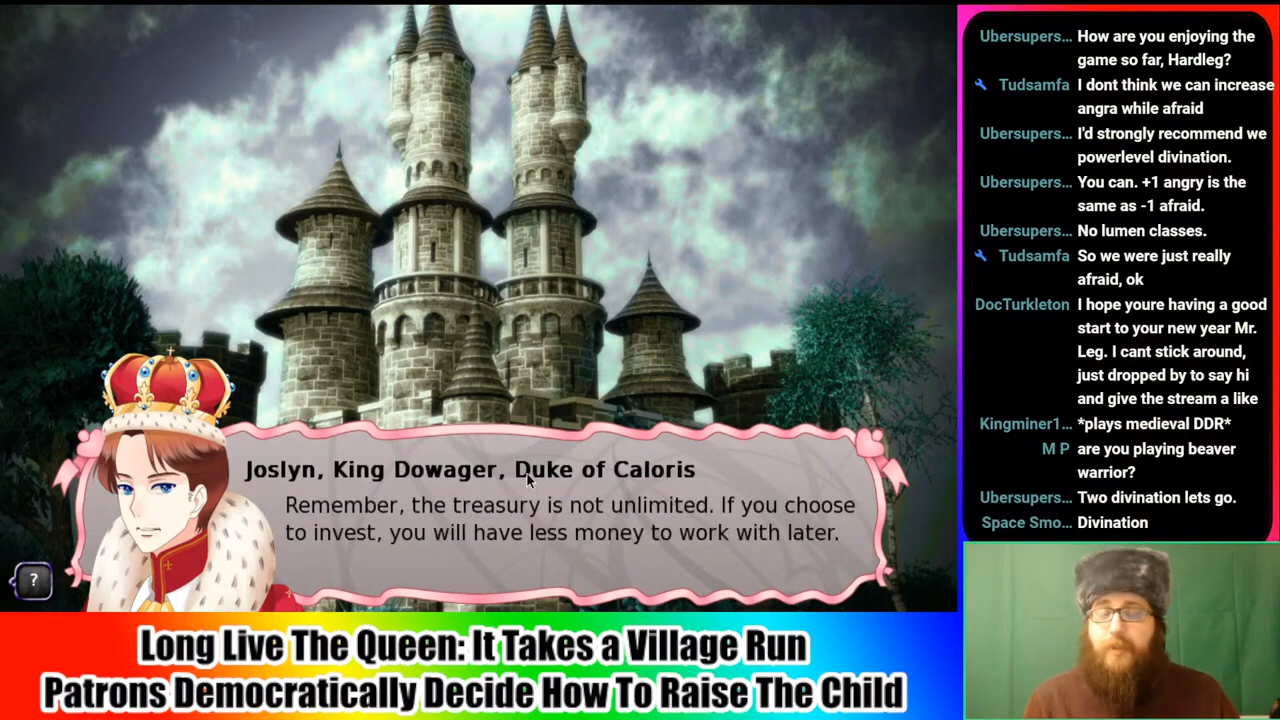 Joslyn, King Dowager, Duke of Caloris
Remember, the treasury is not unlimited. If you choose
to invest, you will have less money to work with later.
?
Long Live The Queen: It Takes a Village Run
Patrons Democratically Decide How To Raise The Child
Ubersupers… How are you enjoying the
game so far, Hardleg?
Tudsamfa I dont think we can increase
angra while afraid
Ubersupers… I'd strongly recommend we
powerlevel divination.
Ubersupers… You can. +1 angry is the
same as -1 afraid.
Ubersupers… No lumen classes.
Tudsamfa So we were just really
afraid, ok
DocTurkleton I hope youre having a good
start to your new year Mr.
Leg. I cant stick around,
just dropped by to say hi
and give the stream a like
Kingminer1… *plays medieval DDR*
M P are you playing beaver
warrior?
Ubersupers… Two divination lets go.
Space Smo… Divination